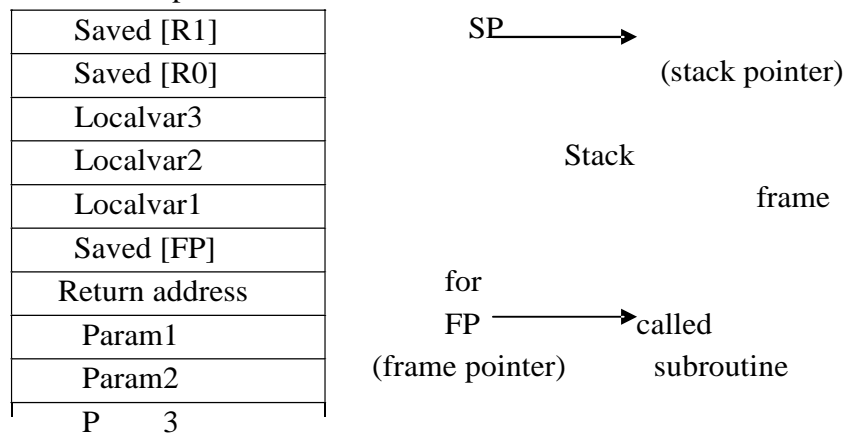 Saved [R1]
Saved [R0]
Localvar3
Localvar2
Localvar1
Saved [FP]
Return address
Param1
Param2
P 3
SP
(stack pointer)
Stack
frame
for
FP called
(frame pointer) subroutine